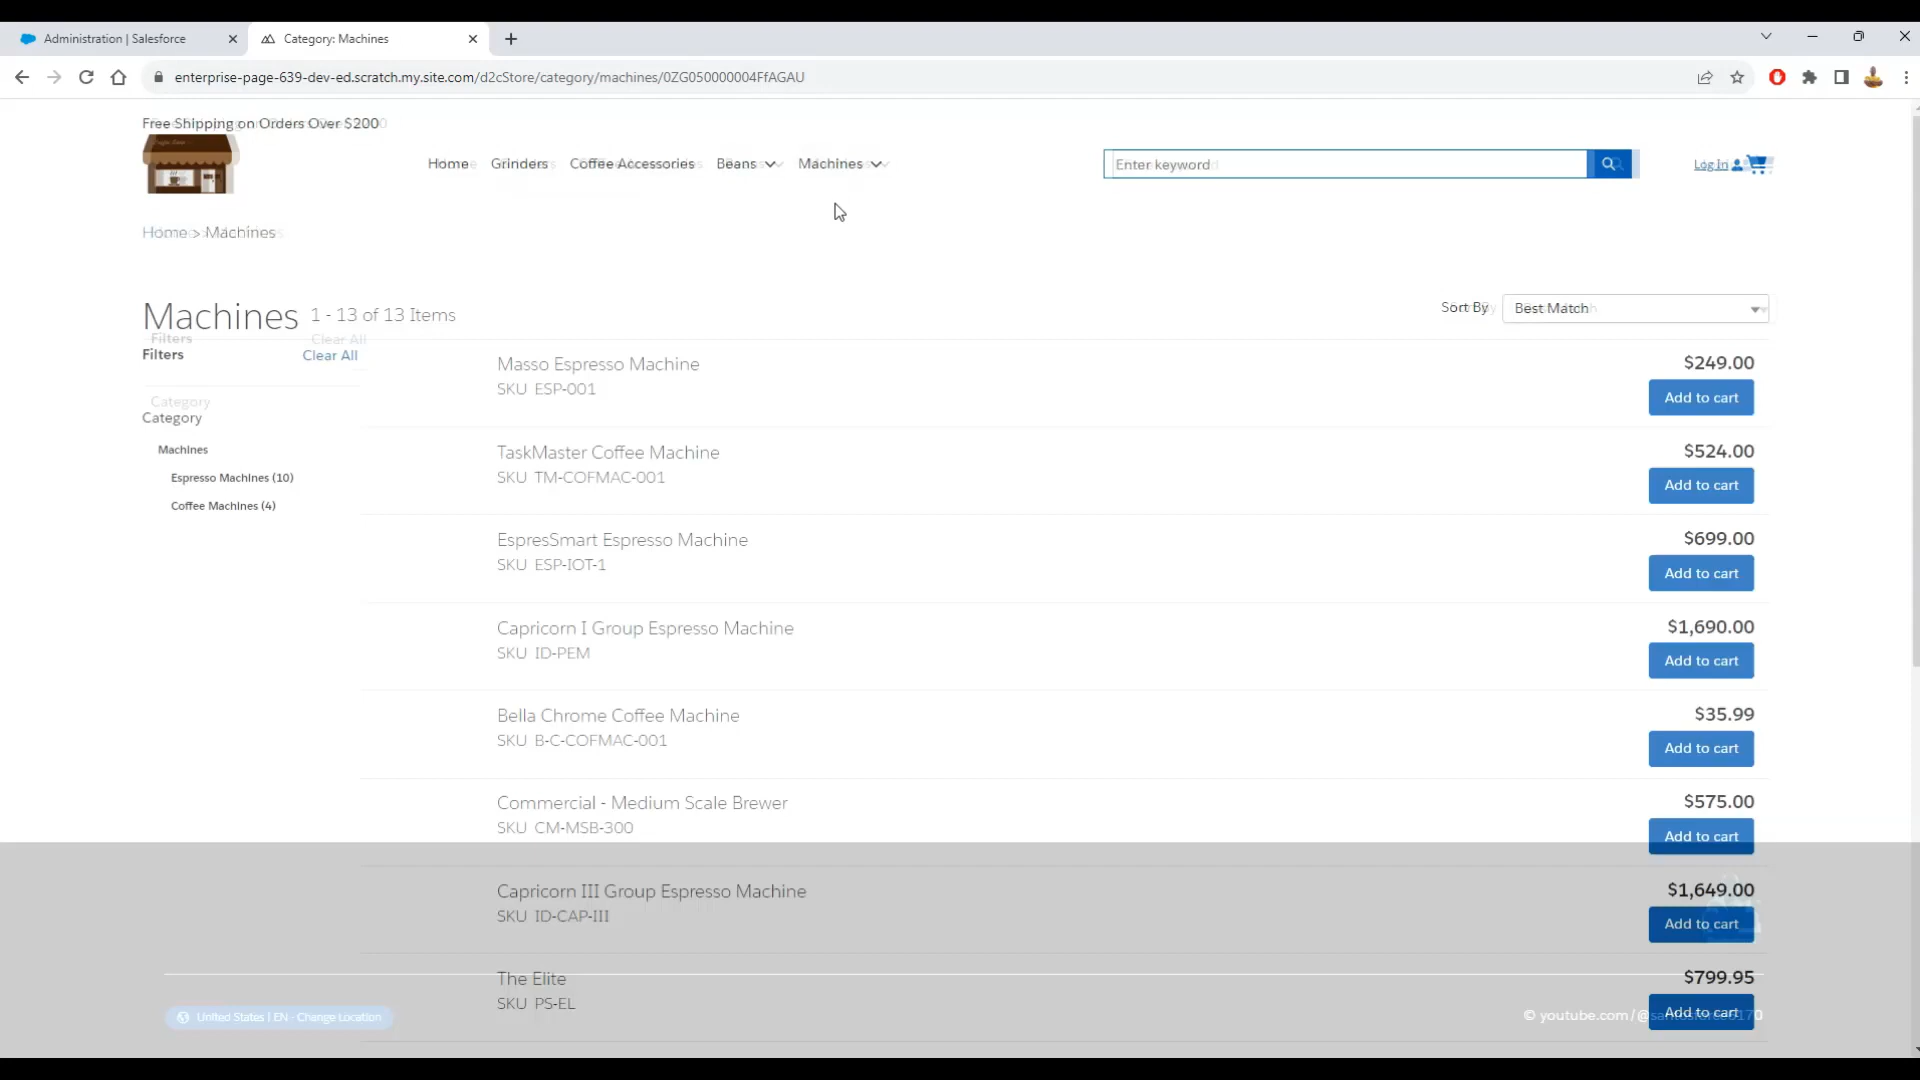 Administration | Salesforce
Category: Machines
enterprise-page-639-dev-ed.scratch.my.site.com/d2cStore/category/machines/0ZG050000004FfAGAU
Free Shipping on Orders Over $200
Home Grinders Coffee Accessories Beans Machines
Enter keyword
Log In
Home > Machines
Machines 1 - 13 of 13 Items
Sort By Best Match
Filters Clear All
Filters Clear All
Category
Category
Machines
Espresso Machines (10)
Coffee Machines (4)
Masso Espresso Machine
SKU ESP-001
$249.00
Add to cart
TaskMaster Coffee Machine
SKU TM-COFMAC-001
$524.00
Add to cart
EspresSmart Espresso Machine
SKU ESP-IOT-1
$699.00
Add to cart
Capricorn I Group Espresso Machine
SKU ID-PEM
$1,690.00
Add to cart
Bella Chrome Coffee Machine
SKU B-C-COFMAC-001
$35.99
Add to cart
Commercial - Medium Scale Brewer
SKU CM-MSB-300
$575.00
Add to cart
Capricorn III Group Espresso Machine
SKU ID-CAP-III
$1,649.00
Add to cart
The Elite
SKU PS-EL
$799.95
Add to cart
United States | EN - Change Location
© youtube.com/